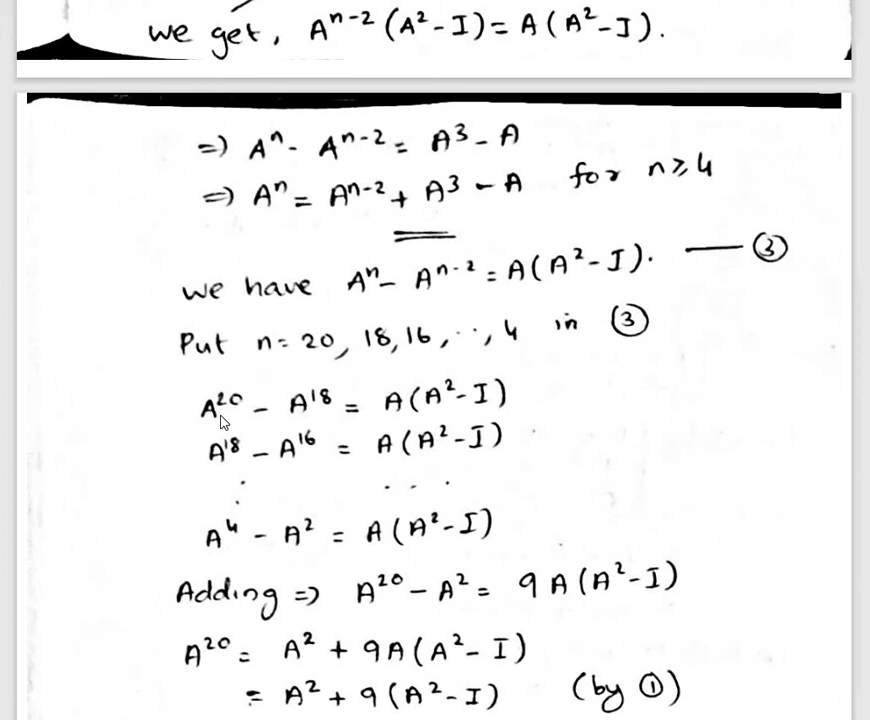 we get, Aⁿ⁻² (A² - I) = A (A² - I).
=) Aⁿ - Aⁿ⁻² = A³ - A
=) Aⁿ = Aⁿ⁻² + A³ - A for n ≥ 4
we have Aⁿ - Aⁿ⁻² = A(A² - I). — ③
Put n = 20, 18, 16, .., 4 in ③
A²⁰ - A¹⁸ = A(A² - I)
A¹⁸ - A¹⁶ = A(A² - I)
: . . .
A⁴ - A² = A(A² - I)
Adding =) A²⁰ - A² = 9 A (A² - I)
A²⁰ = A² + 9A(A² - I)
= A² + 9(A² - I) (by ①)